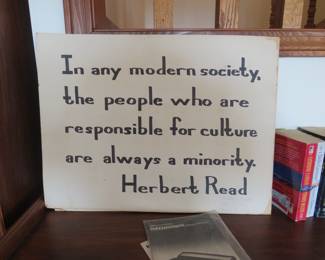 In any modern society,
the people who are
responsible for culture
are always a minority.
Herbert Read